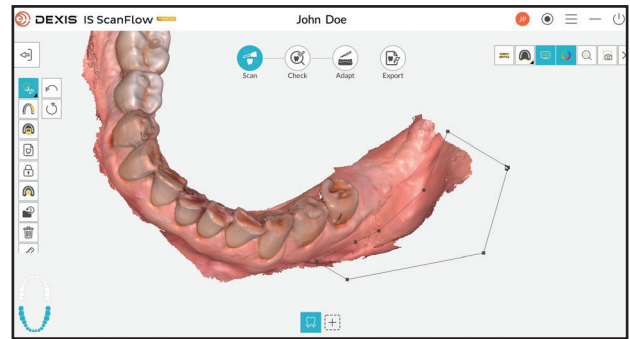 DEXIS IS ScanFlow
John Doe
JP
Scan
Check
Adapt
Export